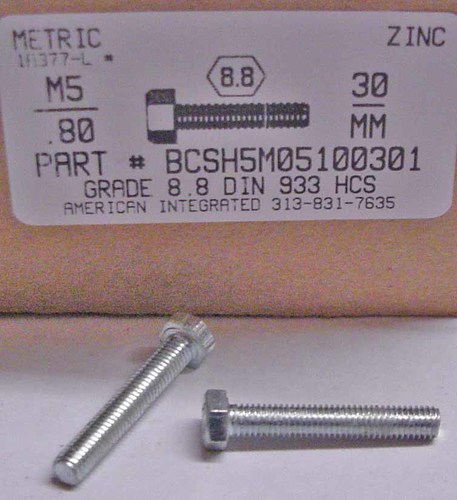 METRIC ZINC
1A377-L *
M5 8.8 30
.80 MM
PART # BCSH5M05100301
GRADE 8.8 DIN 933 HCS
AMERICAN INTEGRATED 313-831-7635